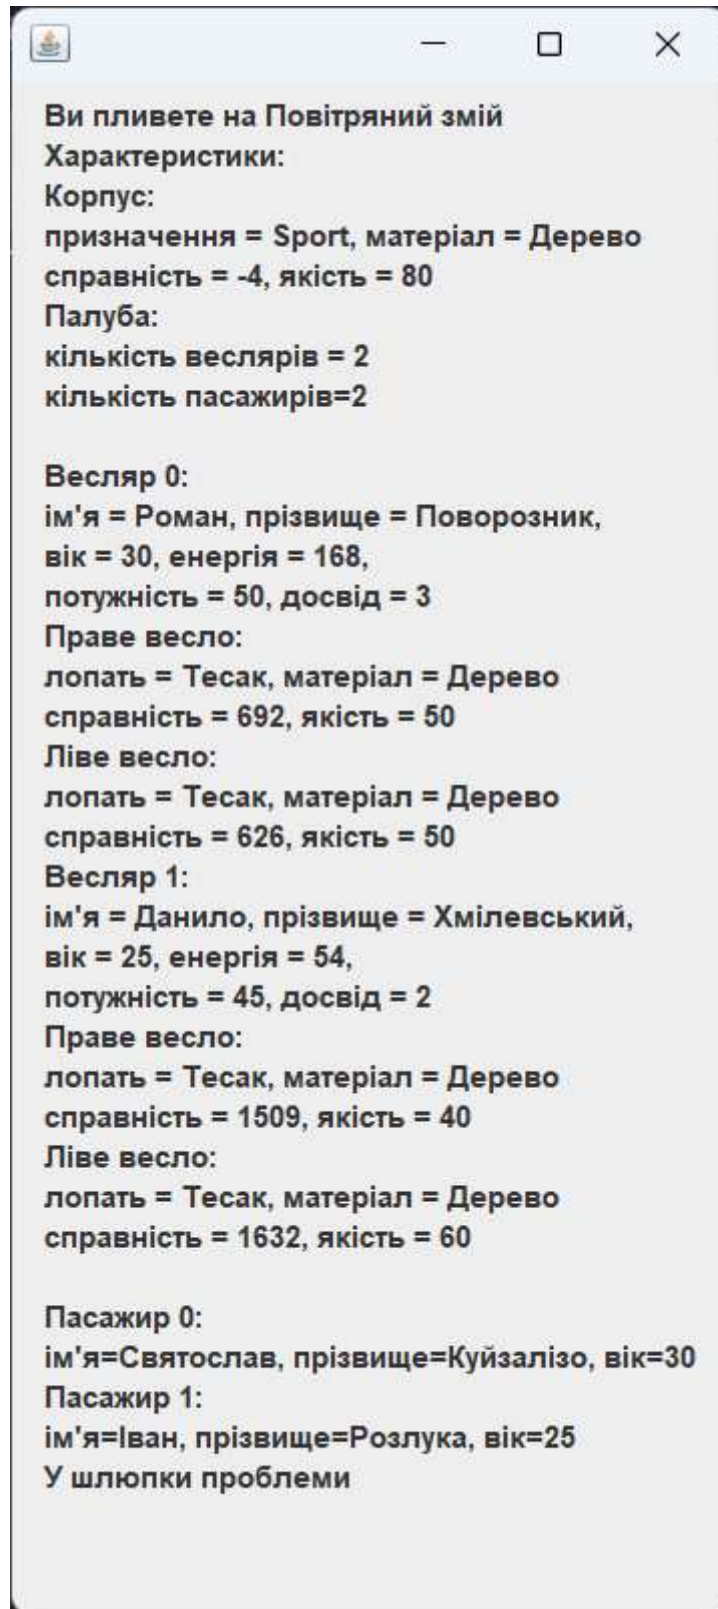 Ви пливете на Повітряний змій
Характеристики:
Корпус:
призначення = Sport, матеріал = Дерево
справність = -4, якість = 80
Палуба:
кількість веслярів = 2
кількість пасажирів=2
Весляр 0:
ім'я = Роман, прізвище = Поворозник,
вік = 30, енергія = 168,
потужність = 50, досвід = 3
Праве весло:
лопать = Тесак, матеріал = Дерево
справність = 692, якість = 50
Ліве весло:
лопать = Тесак, матеріал = Дерево
справність = 626, якість = 50
Весляр 1:
ім'я = Данило, прізвище = Хмілевський,
вік = 25, енергія = 54,
потужність = 45, досвід = 2
Праве весло:
лопать = Тесак, матеріал = Дерево
справність = 1509, якість = 40
Ліве весло:
лопать = Тесак, матеріал = Дерево
справність = 1632, якість = 60
Пасажир 0:
ім'я=Святослав, прізвище=Куйзалізо, вік=30
Пасажир 1:
ім'я=Іван, прізвище=Розлука, вік=25
У шлюпки проблеми